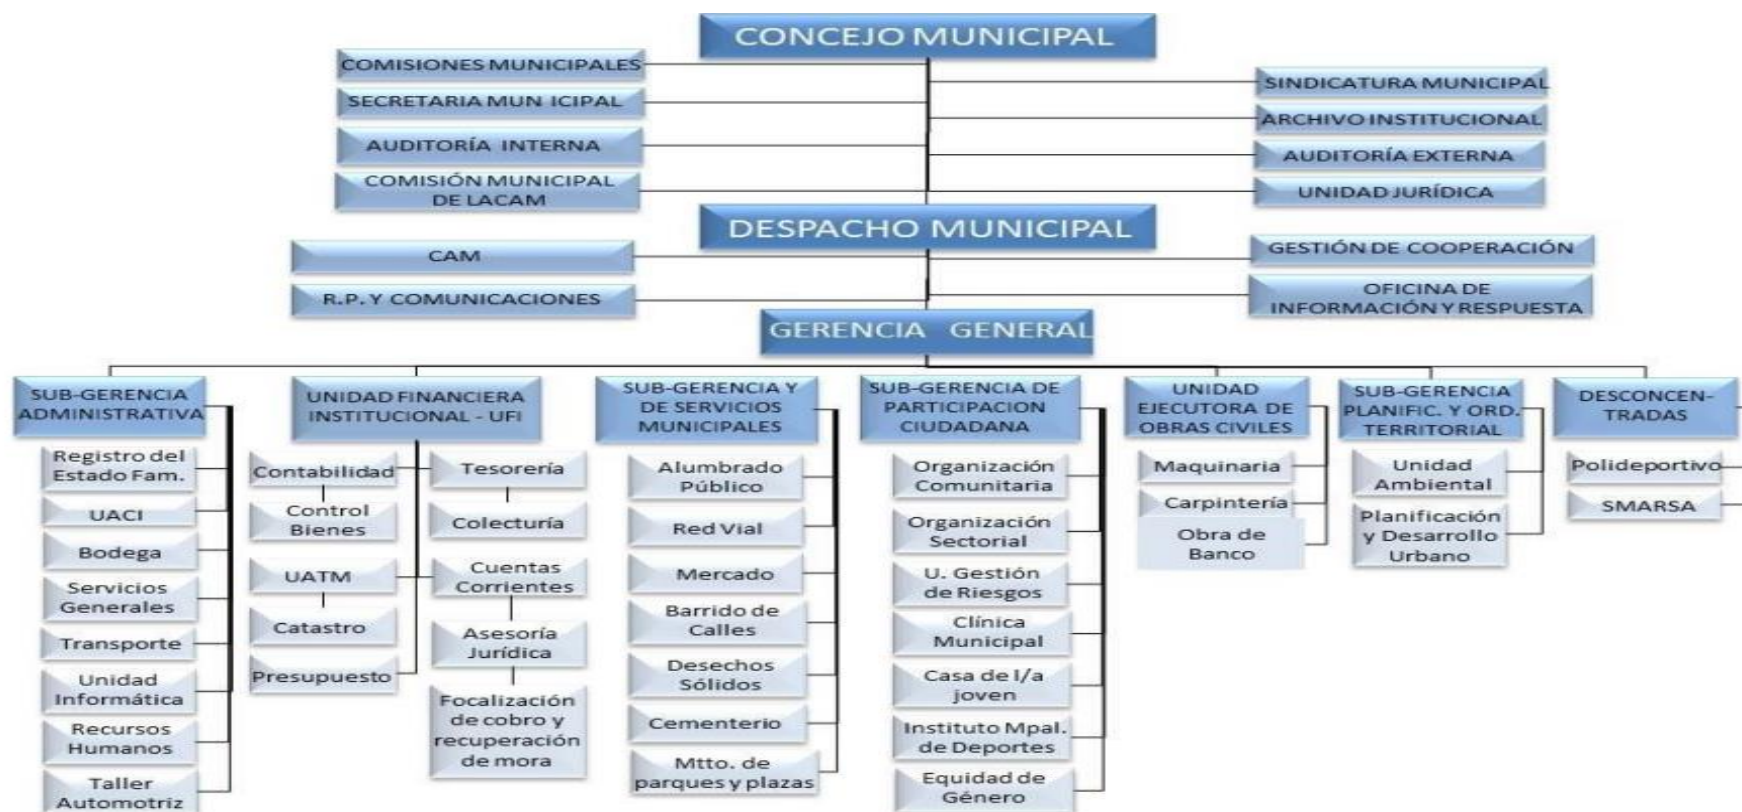 CONCEJO MUNICIPAL
COMISIONES MUNICIPALES
SECRETARIA MUN ICIPAL
AUDITORÍA INTERNA
COMISIÓN MUNICIPAL
DE LACAM
SINDICATURA MUNICIPAL
ARCHIVO INSTITUCIONAL
AUDITORÍA EXTERNA
UNIDAD JURÍDICA
DESPACHO MUNICIPAL
CAM
R.P. Y COMUNICACIONES
GESTIÓN DE COOPERACIÓN
OFICINA DE
INFORMACIÓN Y RESPUESTA
GERENCIA GENERAL
SUB-GERENCIA
ADMINISTRATIVA
Registro del
Estado Fam.
UACI
Bodega
Servicios
Generales
Transporte
Unidad
Informática
Recursos
Humanos
Taller
Automotriz
UNIDAD FINANCIERA
INSTITUCIONAL - UFI
Contabilidad
Control
Bienes
UATM
Catastro
Presupuesto
Tesorería
Colecturía
Cuentas
Corrientes
Asesoría
Jurídica
Focalización
de cobro y
recuperación
de mora
SUB-GERENCIA Y
DE SERVICIOS
MUNICIPALES
Alumbrado
Público
Red Vial
Mercado
Barrido de
Calles
Desechos
Sólidos
Cementerio
Mtto. de
parques y plazas
SUB-GERENCIA DE
PARTICIPACION
CIUDADANA
Organización
Comunitaria
Organización
Sectorial
U. Gestión
de Riesgos
Clínica
Municipal
Casa de l/a
joven
Instituto Mpal.
de Deportes
Equidad de
Género
UNIDAD
EJECUTORA DE
OBRAS CIVILES
Maquinaria
Carpintería
Obra de
Banco
SUB-GERENCIA
PLANIFIC. Y ORD.
TERRITORIAL
Unidad
Ambiental
Planificación
y Desarrollo
Urbano
DESCONCEN-
TRADAS
Polideportivo
SMARSA